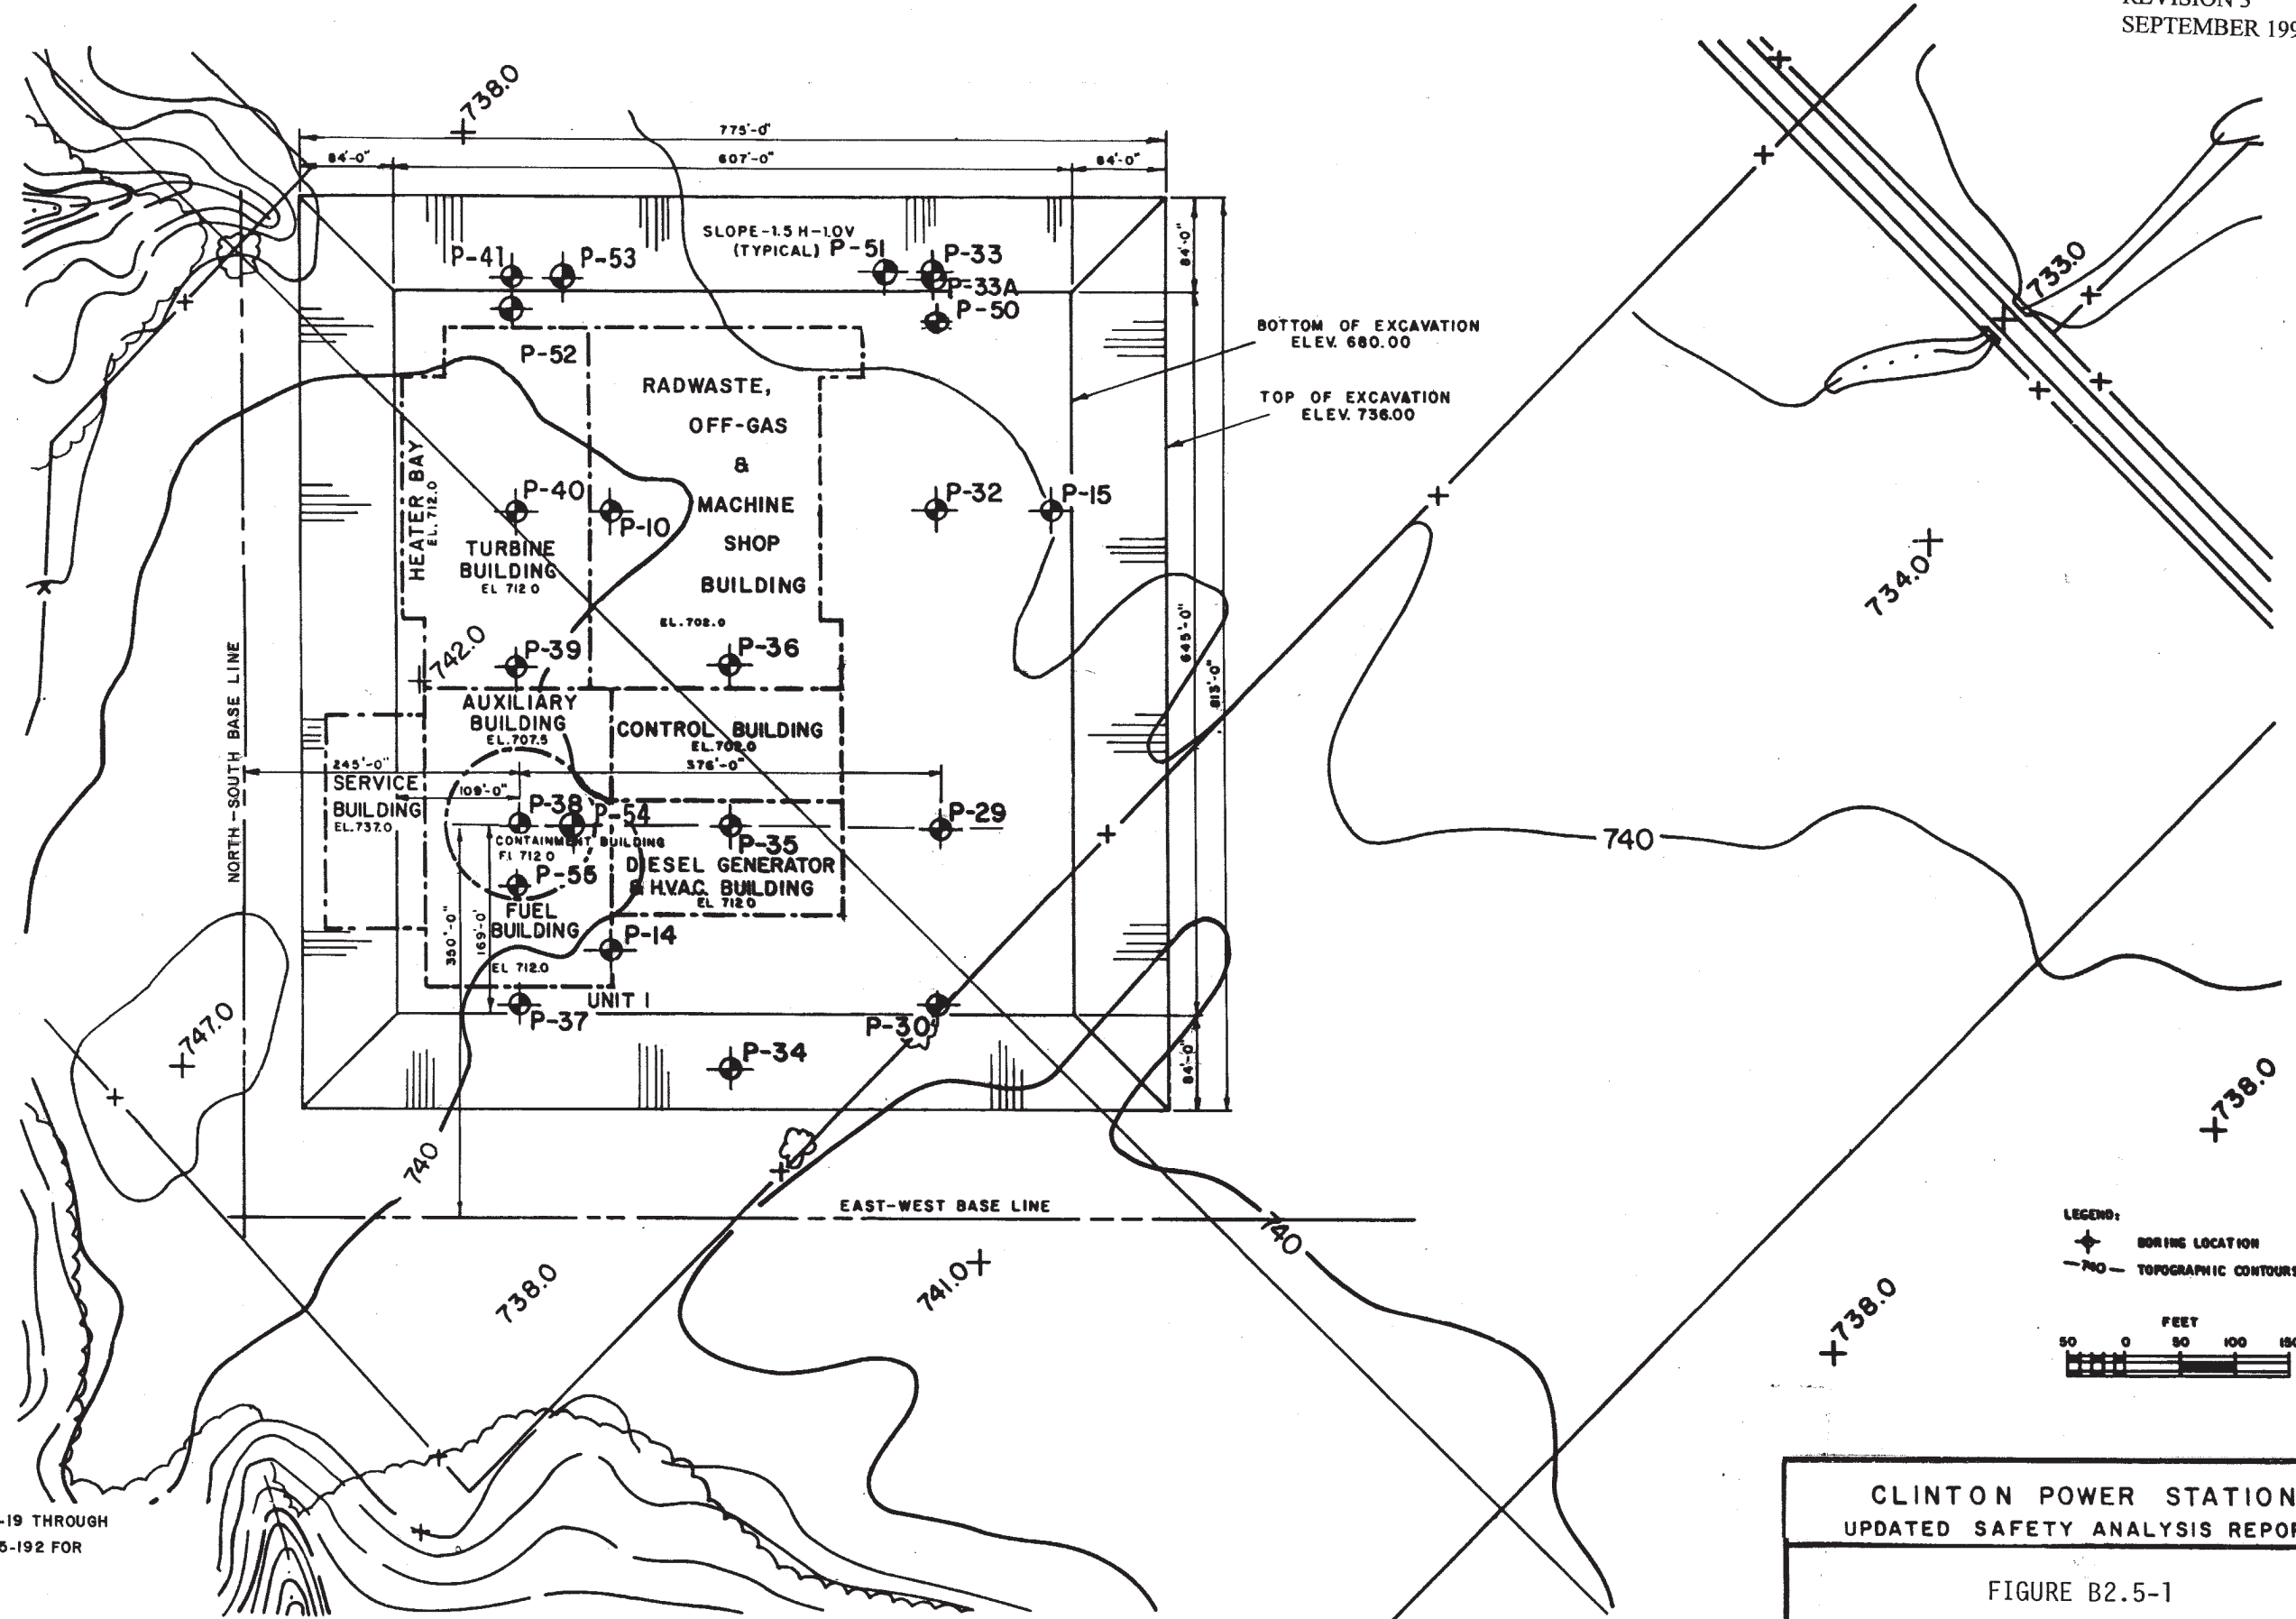 REVISION 5
SEPTEMBER 199
738.0
775'-0"
84'-0"
607'-0"
84'-0"
SLOPE-1.5 H-1.0V
(TYPICAL)
P-41
P-53
P-51
P-33
P-33A
P-50
84'-0"
733.0
BOTTOM OF EXCAVATION
ELEV. 680.00
TOP OF EXCAVATION
ELEV. 736.00
P-52
RADWASTE,
OFF-GAS
&
MACHINE
SHOP
BUILDING
EL.702.0
HEATER BAY
EL.712.0
P-40
P-10
P-32
P-15
TURBINE
BUILDING
EL 712.0
734.0
645'-0"
813'-0"
742.0
P-39
P-36
NORTH-SOUTH BASE LINE
AUXILIARY
BUILDING
EL.707.5
CONTROL BUILDING
EL.702.0
245'-0"
376'-0"
SERVICE
BUILDING
EL.737.0
109'-0"
P-38
P-54
P-35
P-29
CONTAINMENT BUILDING
712.0
740
P-55
DIESEL GENERATOR
& H.V.A.C. BUILDING
EL 712.0
FUEL
BUILDING
EL 712.0
350'-0"
169'-0"
P-14
UNIT 1
P-37
P-30
P-34
84'-0"
747.0
738.0
740
EAST-WEST BASE LINE
740
738.0
741.0
738.0
LEGEND:
BORING LOCATION
740 TOPOGRAPHIC CONTOURS
FEET
50 0 50 100 150
-19 THROUGH
5-192 FOR
CLINTON POWER STATION
UPDATED SAFETY ANALYSIS REPOR
FIGURE B2.5-1